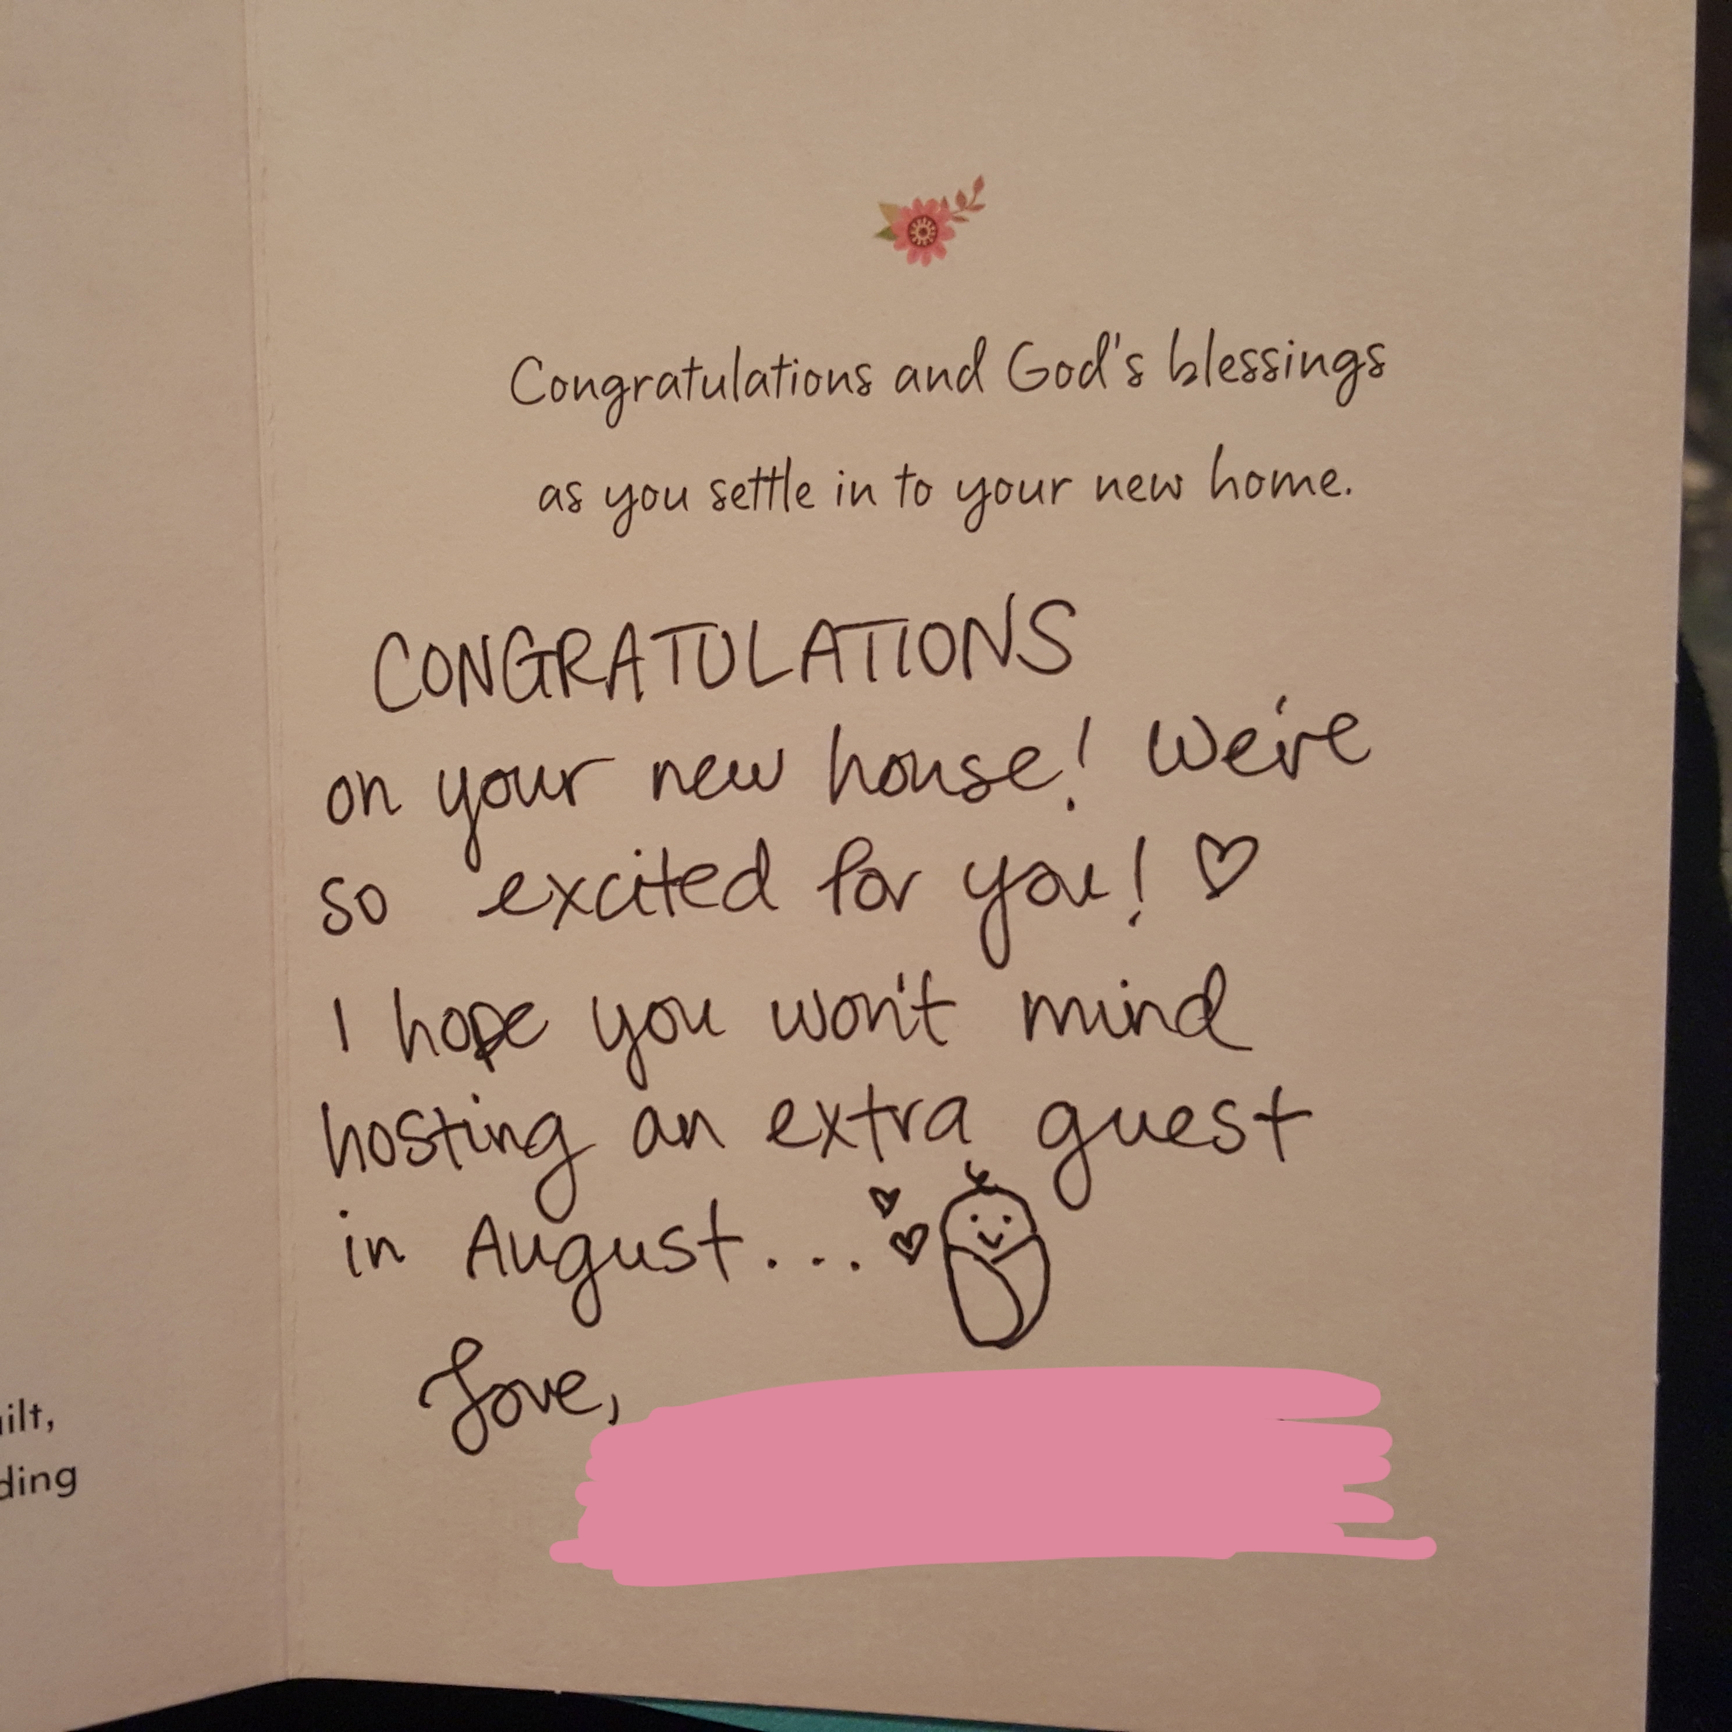 Congratulations and God's blessings
as you settle in to your new home.
CONGRATULATIONS
on your new house! We're
so excited for you! ♡
I hope you won't mind
hosting an extra guest
in August...
Love,
ilt,
ding